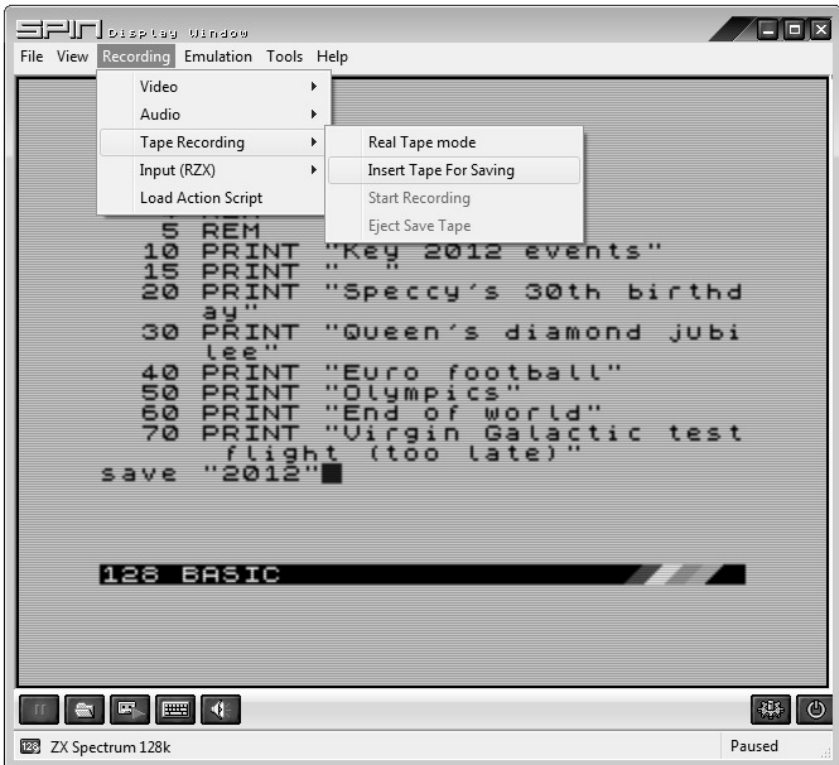 SPIN Display Window
File View Recording Emulation Tools Help
Video
Audio
Tape Recording
Input (RZX)
Load Action Script
Real Tape mode
Insert Tape For Saving
Start Recording
Eject Save Tape
5 REM
10 PRINT "Key 2012 events"
15 PRINT " "
20 PRINT "Speccy's 30th birthd
ay"
30 PRINT "Queen's diamond jubi
lee"
40 PRINT "Euro football"
50 PRINT "Olympics"
60 PRINT "End of world"
70 PRINT "Virgin Galactic test
flight (too late)"
save "2012"
128 BASIC
128 ZX Spectrum 128k
Paused